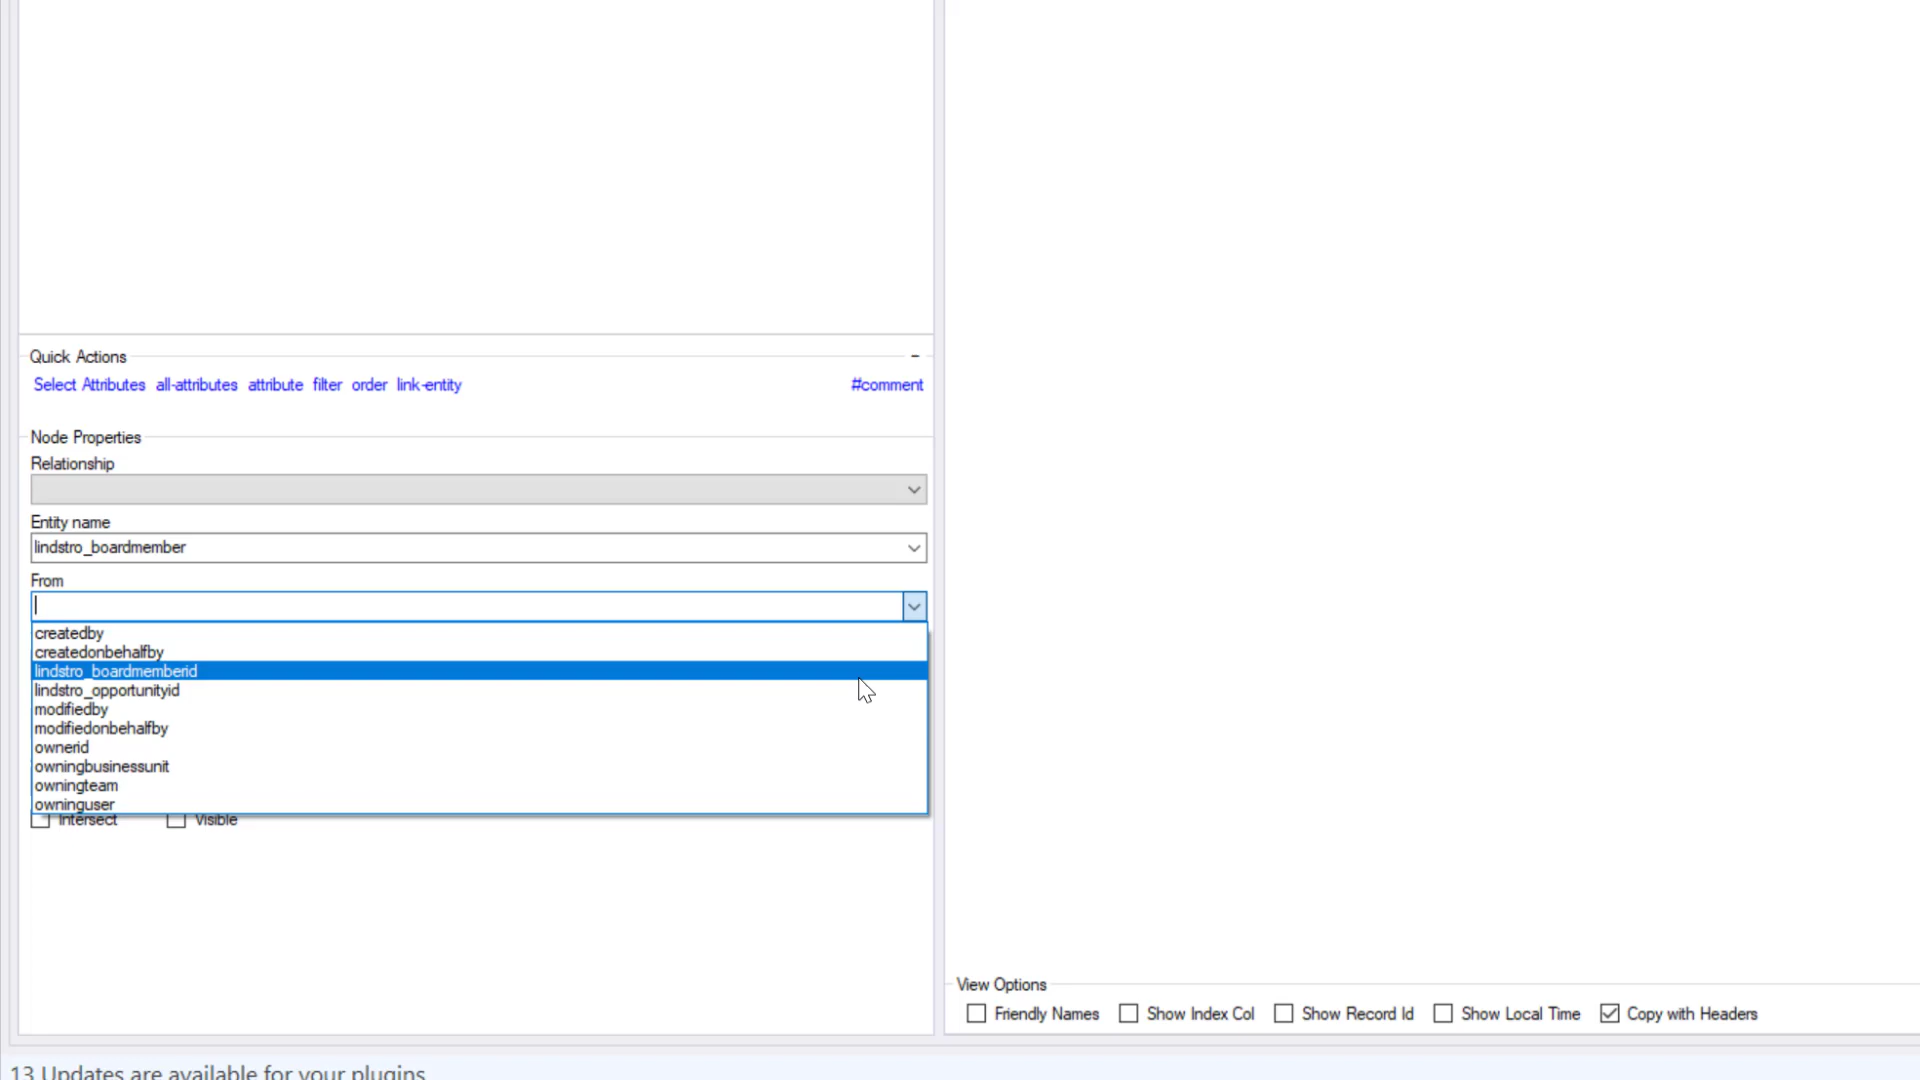 Quick Actions
Select Attributes all-attributes attribute filter order link-entity #comment
Node Properties
Relationship
Entity name
lindstro_boardmember
From
createdby
createdonbehalfby
lindstro_boardmemberid
lindstro_opportunityid
modifiedby
modifiedonbehalfby
ownerid
owningbusinessunit
owningteam
owninguser
Intersect Visible
View Options
Friendly Names Show Index Col Show Record Id Show Local Time Copy with Headers
13 Updates are available for your plugins